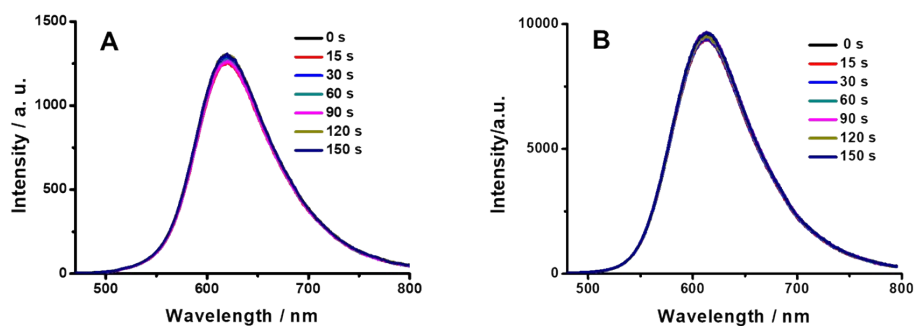 A
0 s
15 s
30 s
60 s
90 s
120 s
150 s
1500
1000
500
0
Intensity / a. u.
500
600
700
800
Wavelength / nm
B
0 s
15 s
30 s
60 s
90 s
120 s
150 s
10000
5000
0
Intensity/a.u.
500
600
700
800
Wavelength / nm